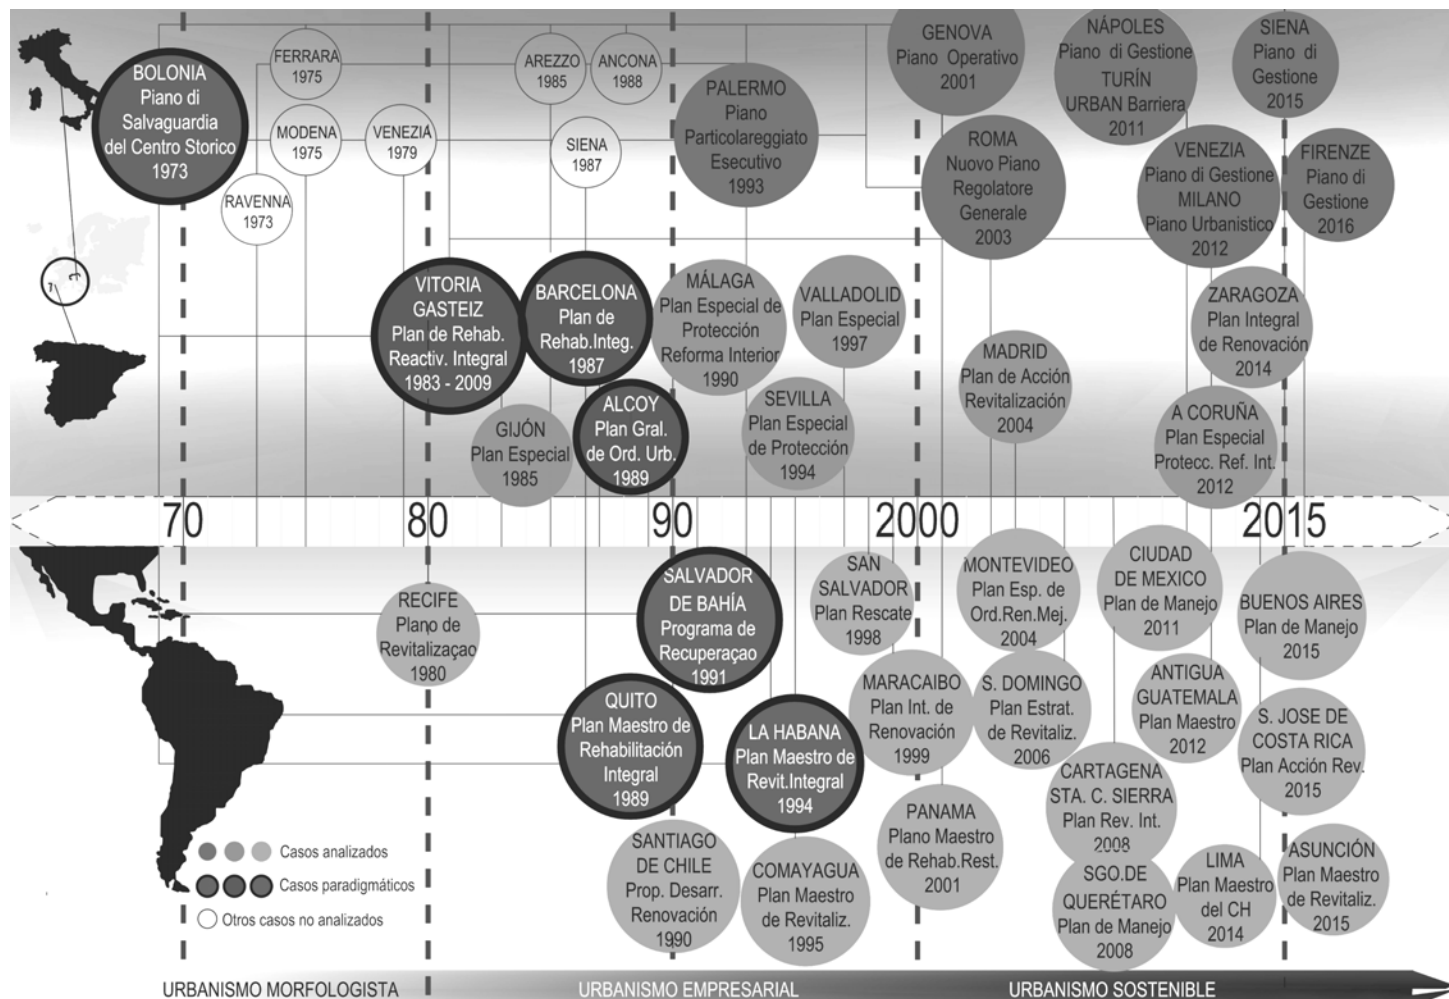 BOLONIA
Piano di
Salvaguardia
del Centro Storico
1973
FERRARA
1975
MODENA
1975
RAVENNA
1973
VENEZIA
1979
AREZZO
1985
ANCONA
1988
SIENA
1987
PALERMO
Piano
Particolareggiato
Esecutivo
1993
GENOVA
Piano Operativo
2001
ROMA
Nuovo Piano
Regolatore
Generale
2003
NÁPOLES
Piano di Gestione
TURÍN
URBAN Barriera
2011
VENEZIA
Piano di Gestione
MILANO
Piano Urbanistico
2012
SIENA
Piano di
Gestione
2015
FIRENZE
Piano di
Gestione
2016
VITORIA
GASTEIZ
Plan de Rehab.
Reactiv. Integral
1983 - 2009
BARCELONA
Plan de
Rehab.Integ.
1987
GIJÓN
Plan Especial
1985
ALCOY
Plan Gral.
de Ord. Urb.
1989
MÁLAGA
Plan Especial de
Protección
Reforma Interior
1990
VALLADOLID
Plan Especial
1997
SEVILLA
Plan Especial
de Protección
1994
MADRID
Plan de Acción
Revitalización
2004
ZARAGOZA
Plan Integral
de Renovación
2014
A CORUÑA
Plan Especial
Protecc. Ref. Int.
2012
70
80
90
2000
2015
RECIFE
Plano de
Revitalizaçao
1980
SALVADOR
DE BAHÍA
Programa de
Recuperaçao
1991
QUITO
Plan Maestro de
Rehabilitación
Integral
1989
LA HABANA
Plan Maestro de
Revit.Integral
1994
SANTIAGO
DE CHILE
Prop. Desarr.
Renovación
1990
COMAYAGUA
Plan Maestro
de Revitaliz.
1995
SAN
SALVADOR
Plan Rescate
1998
MARACAIBO
Plan Int. de
Renovación
1999
PANAMA
Plano Maestro
de Rehab.Rest.
2001
MONTEVIDEO
Plan Esp. de
Ord.Ren.Mej.
2004
S. DOMINGO
Plan Estrat.
de Revitaliz.
2006
CIUDAD
DE MEXICO
Plan de Manejo
2011
ANTIGUA
GUATEMALA
Plan Maestro
2012
CARTAGENA
STA. C. SIERRA
Plan Rev. Int.
2008
SGO.DE
QUERÉTARO
Plan de Manejo
2008
LIMA
Plan Maestro
del CH
2014
BUENOS AIRES
Plan de Manejo
2015
S. JOSE DE
COSTA RICA
Plan Acción Rev.
2015
ASUNCIÓN
Plan Maestro
de Revitaliz.
2015
Casos analizados
Casos paradigmáticos
Otros casos no analizados
URBANISMO MORFOLOGISTA
URBANISMO EMPRESARIAL
URBANISMO SOSTENIBLE